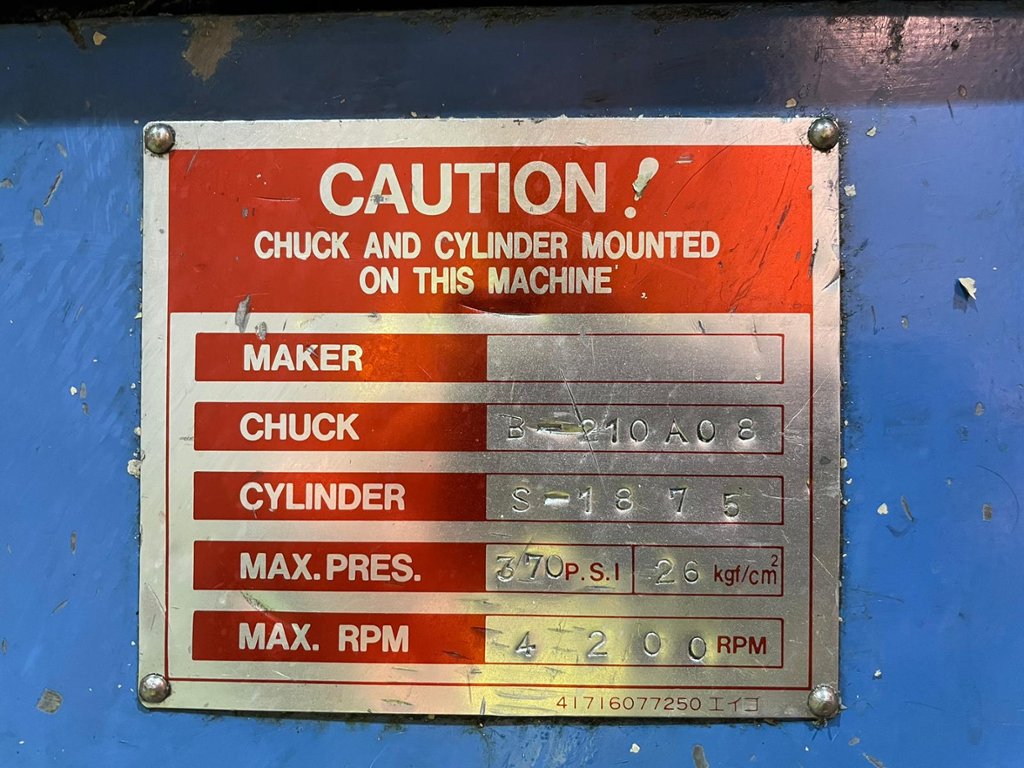 CAUTION!
CHUCK AND CYLINDER MOUNTED
ON THIS MACHINE
MAKER
CHUCK B-210A08
CYLINDER S-1875
MAX. PRES. 370 P.S.I 26 kgf/cm²
MAX. RPM 4200 RPM
41716077250 エイゴ